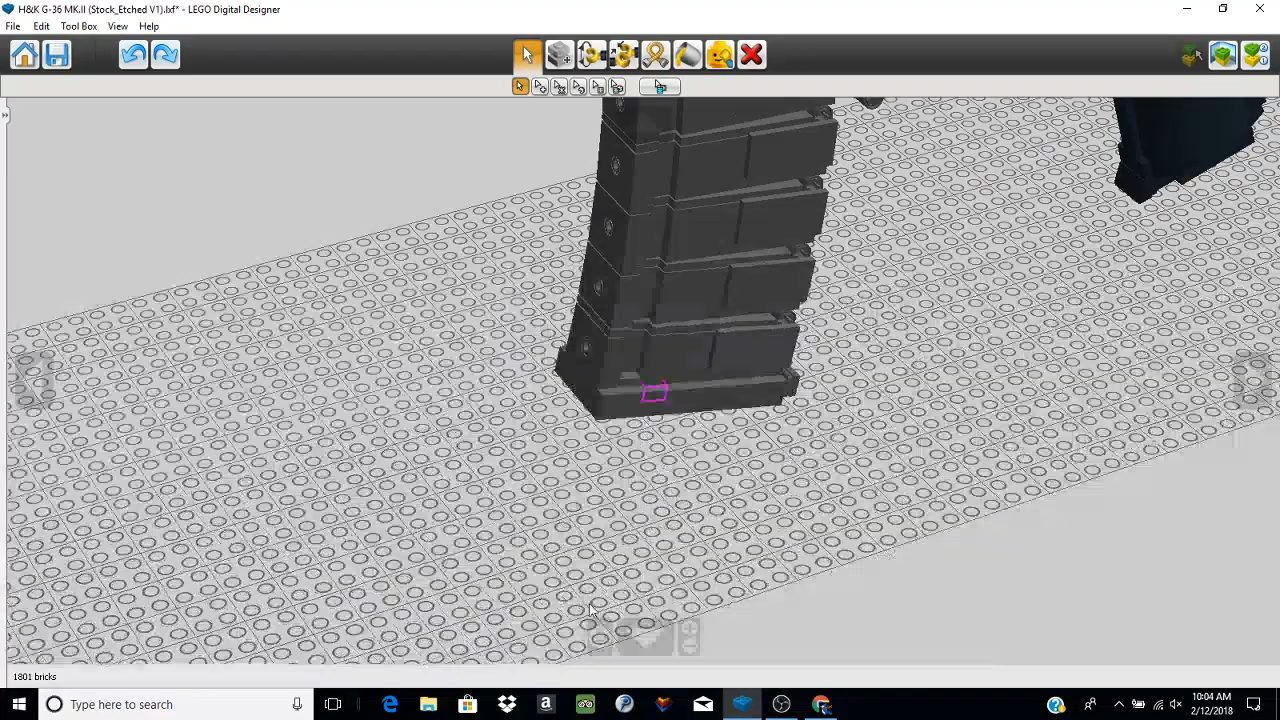 H&K G-36 MK.II (Stock_Etched V1).lxf* - LEGO Digital Designer
File Edit Tool Box View Help
1801 bricks
Type here to search
a
10:04 AM
2/12/2018